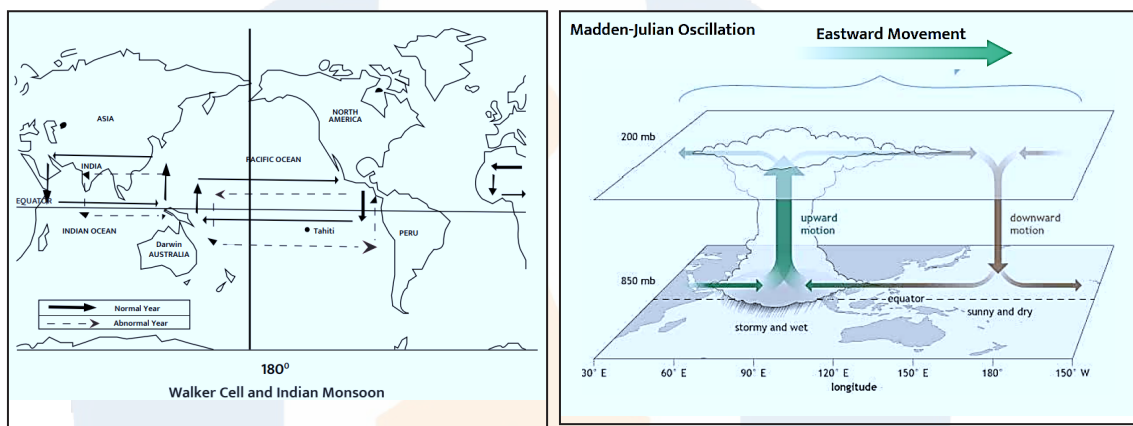 ASIA
NORTH
AMERICA
INDIA
PACIFIC OCEAN
EQUATOR
INDIAN OCEAN
Tahiti
Darwin
AUSTRALIA
PERU
Normal Year
Abnormal Year
180⁰
Walker Cell and Indian Monsoon
Madden-Julian Oscillation
Eastward Movement
200 mb
upward
motion
downward
motion
850 mb
equator
sunny and dry
stormy and wet
30° E
60° E
90° E
120° E
150° E
180°
150° W
longitude